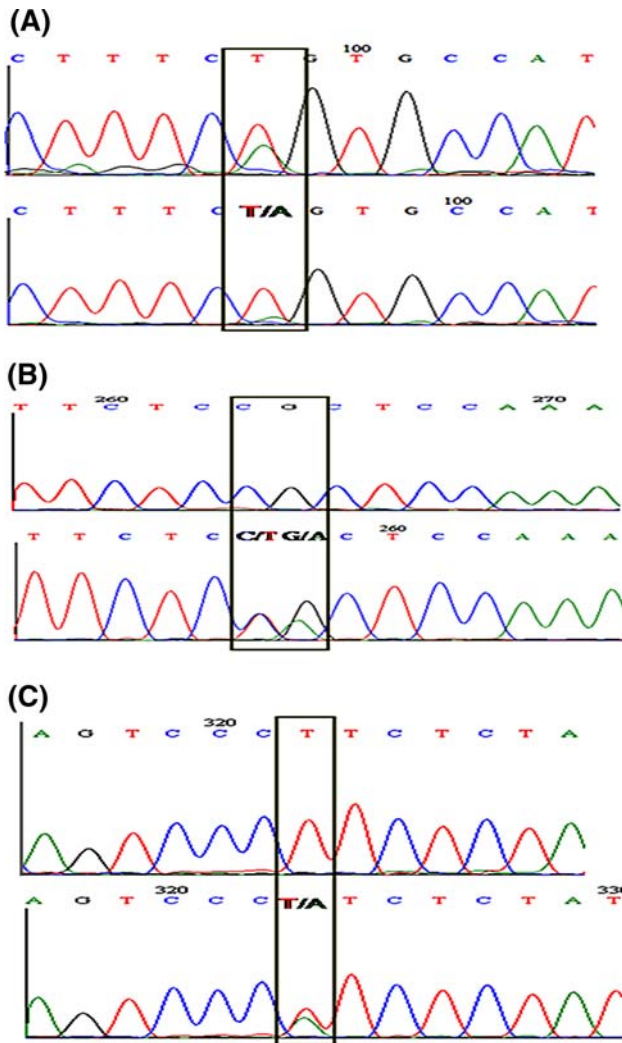 (A)
100
C T T T C T G T G C C A T
100
C T T T C T/A G T G C C A T
(B)
260 270
T T C T C C G C T C C A A A
260
T T C T C C/T G/A C T C C A A A
(C)
320
A G T C C C T T C T C T A
320 330
A G T C C C T/A T C T C T A T